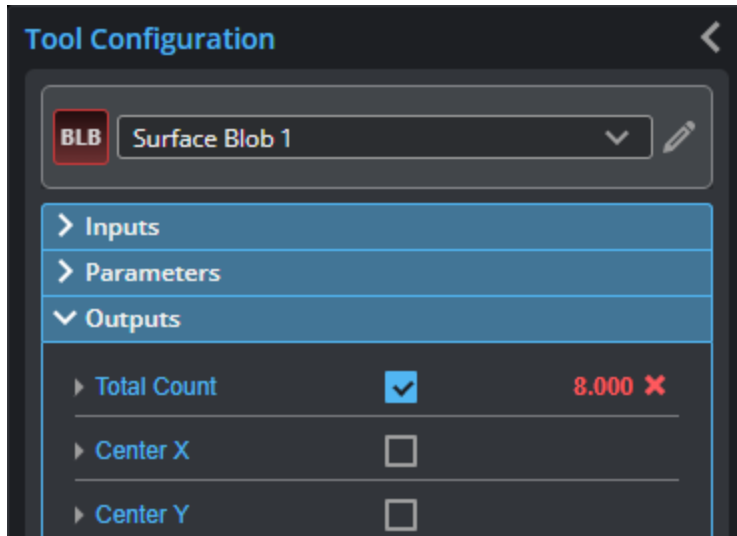 Tool Configuration
BLB
Surface Blob 1
Inputs
Parameters
Outputs
Total Count 8.000
Center X
Center Y